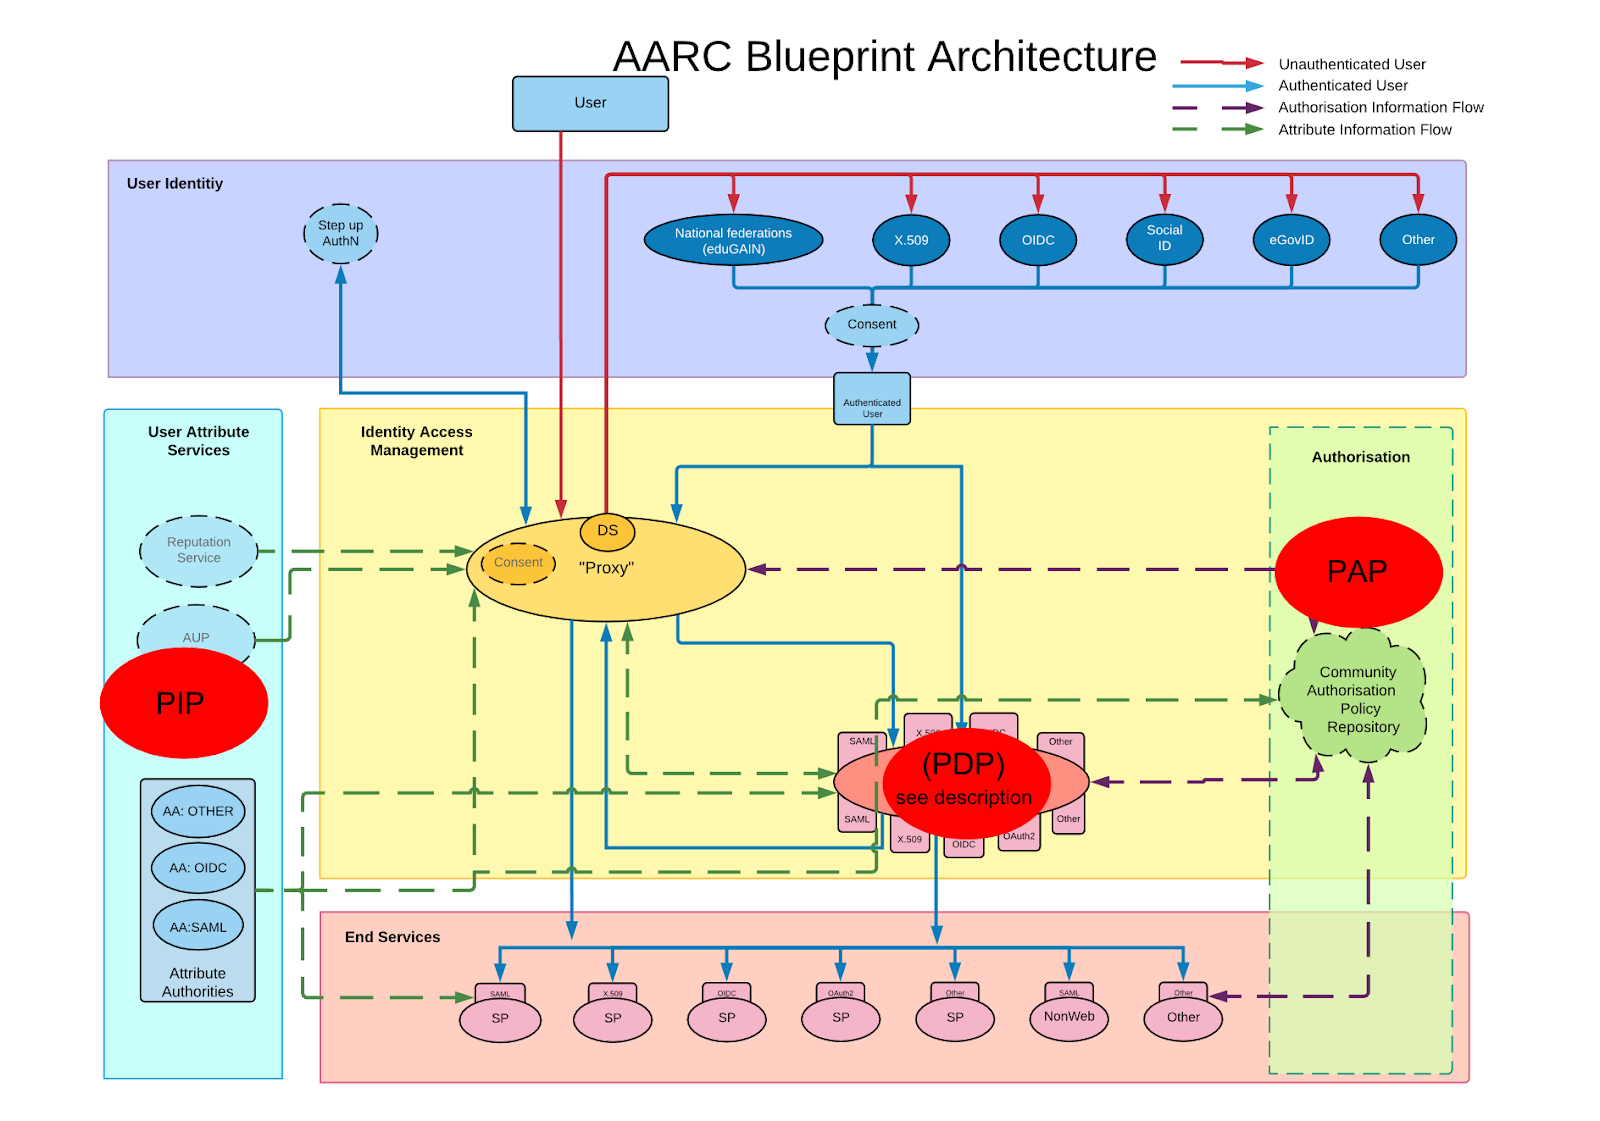 AARC Blueprint Architecture
Unauthenticated User
Authenticated User
Authorisation Information Flow
Attribute Information Flow
User
User Identitiy
Step up
AuthN
National federations
(eduGAIN)
X.509
OIDC
Social
ID
eGovID
Other
Consent
Authenticated
User
User Attribute
Services
Identity Access
Management
Authorisation
Reputation
Service
DS
Consent
"Proxy"
PAP
AUP
PIP
Community
Authorisation
Policy
Repository
SAML
Other
(PDP)
see description
SAML
X.509
OIDC
OAuth2
Other
AA: OTHER
AA: OIDC
AA:SAML
Attribute
Authorities
End Services
SAML
X.509
OIDC
OAuth2
Other
SAML
Other
SP
SP
SP
SP
SP
NonWeb
Other